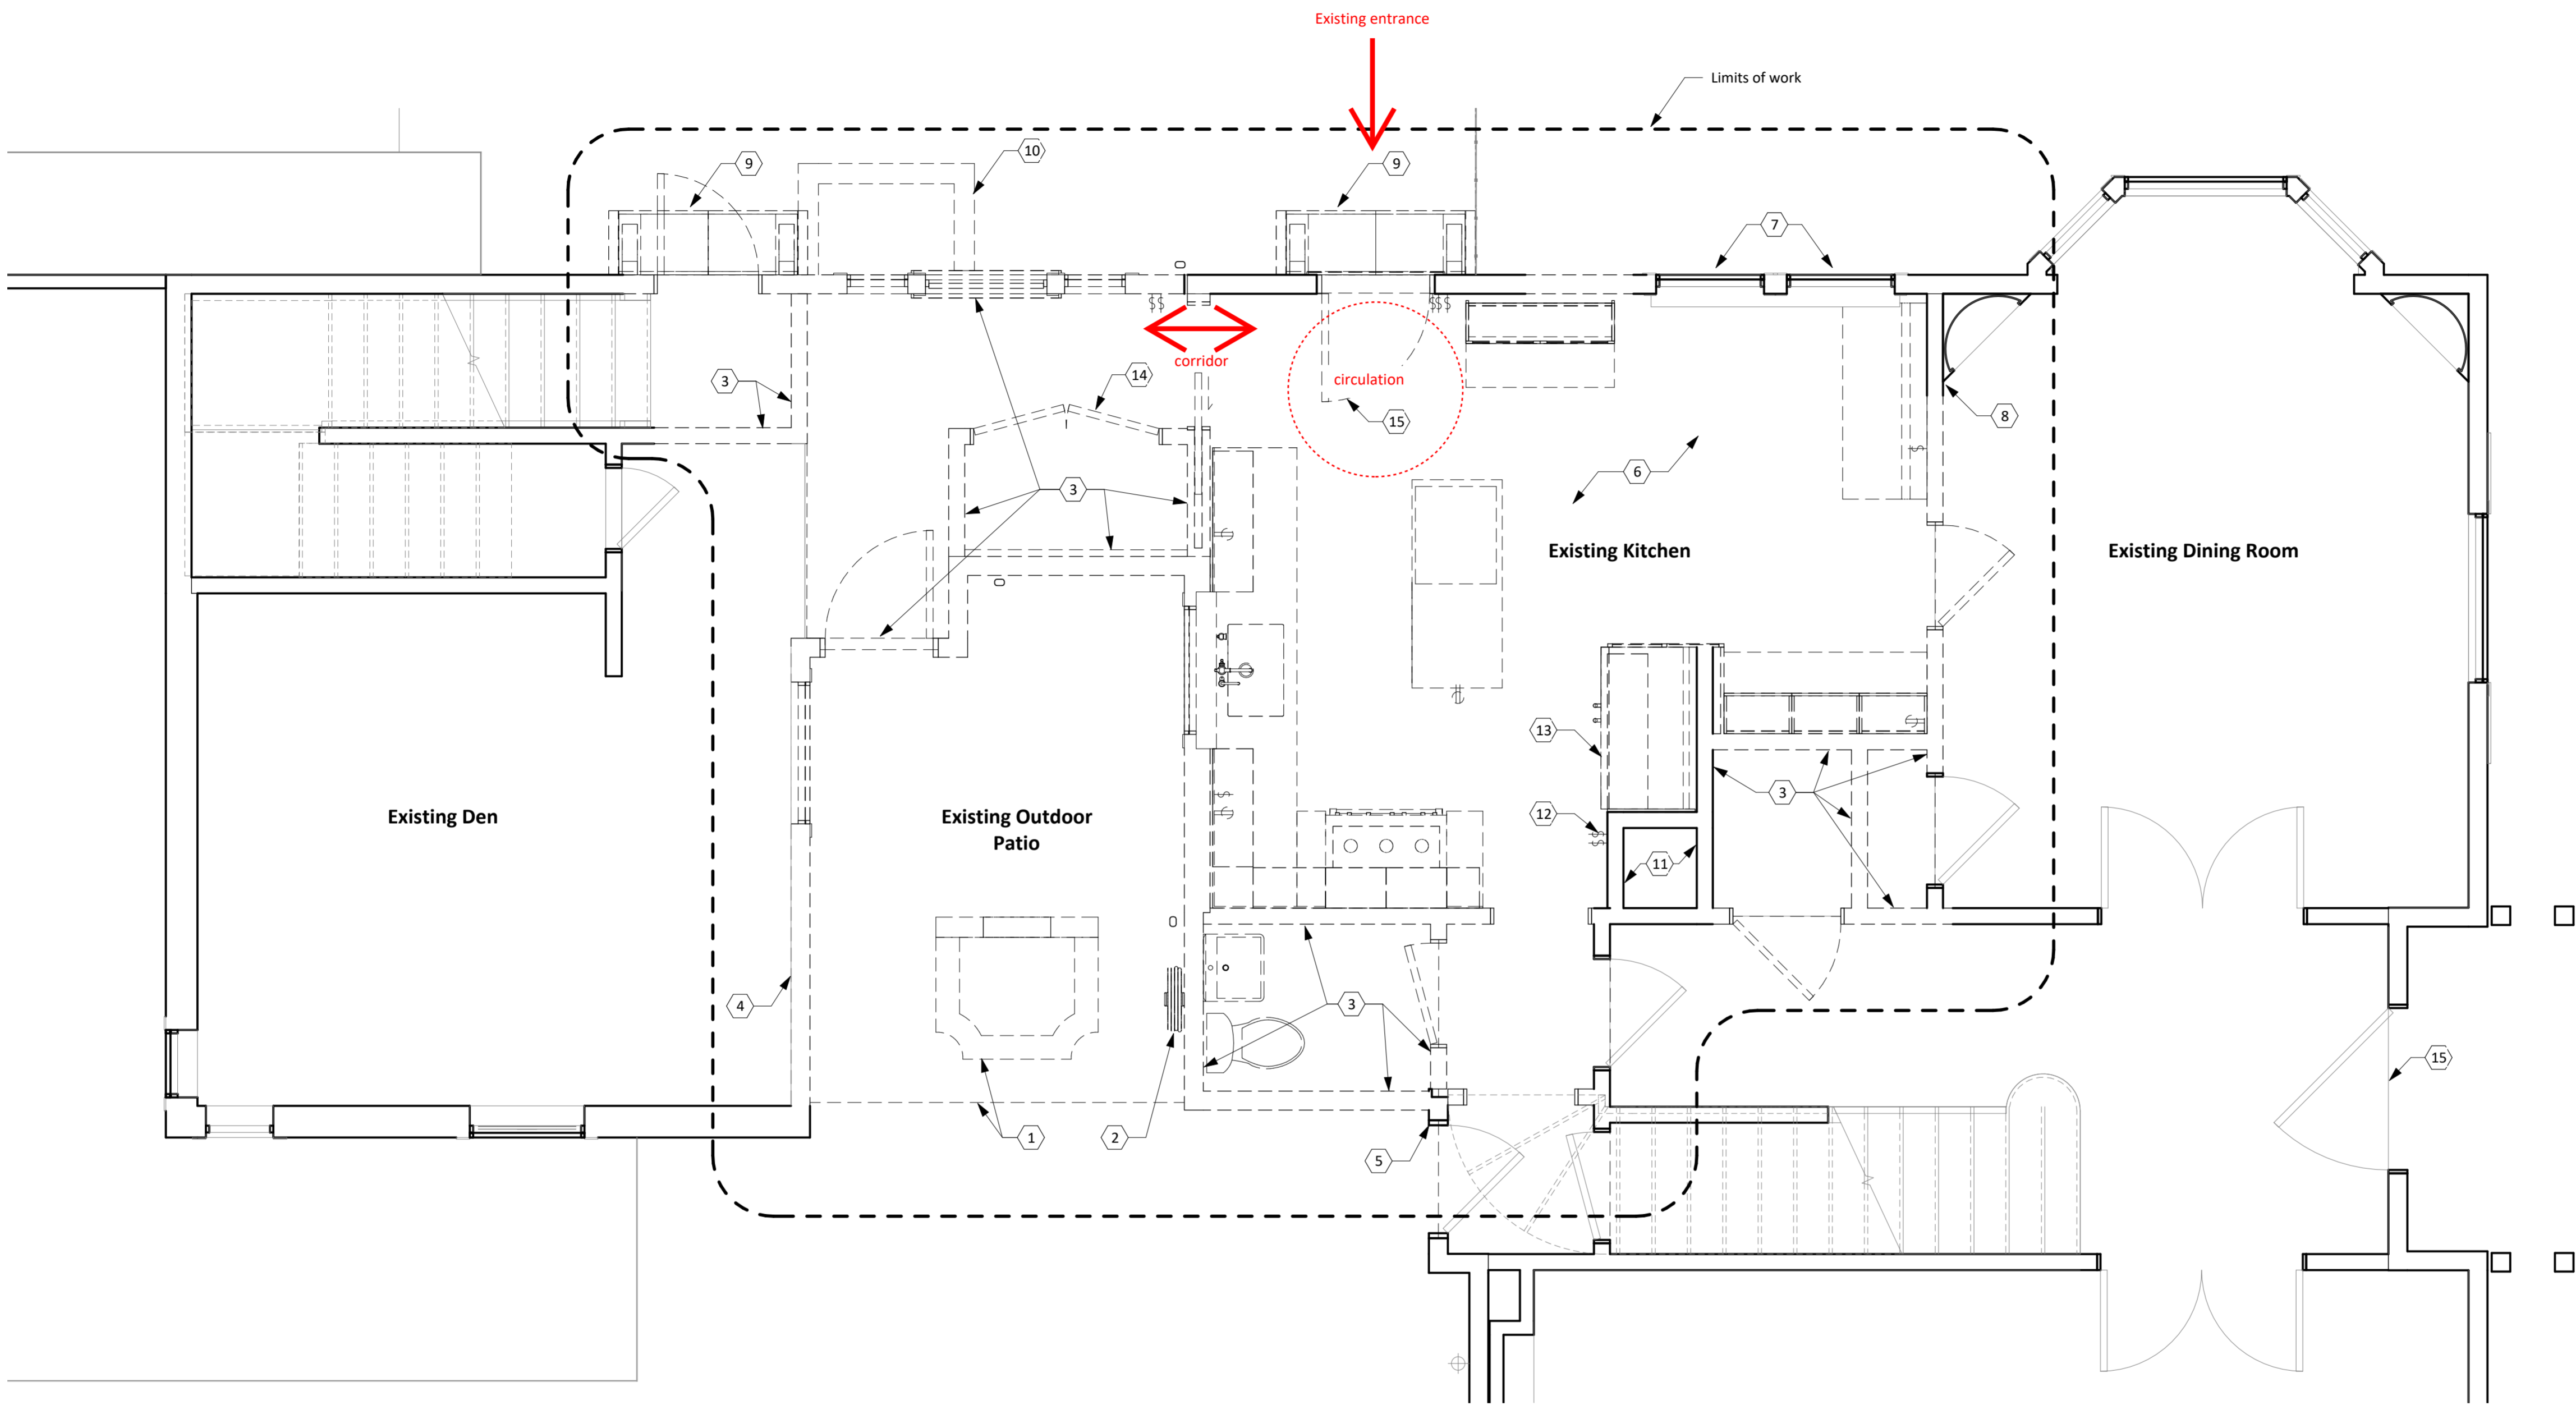 Existing entrance
Limits of work
9
10
9
7
$$
$$$
corridor
circulation
3
14
15
8
6
3
Existing Kitchen
Existing Dining Room
13
3
12
Existing Den
Existing Outdoor
Patio
11
4
3
15
1
2
5